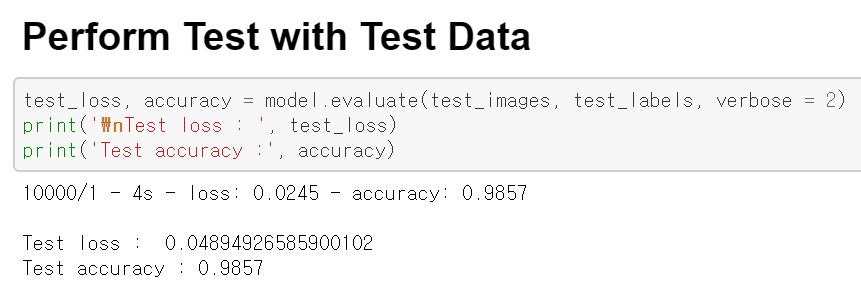 Perform Test with Test Data
test_loss, accuracy = model.evaluate(test_images, test_labels, verbose = 2)
print('₩nTest loss : ', test_loss)
print('Test accuracy :', accuracy)
10000/1 - 4s - loss: 0.0245 - accuracy: 0.9857
Test loss :  0.04894926585900102
Test accuracy : 0.9857